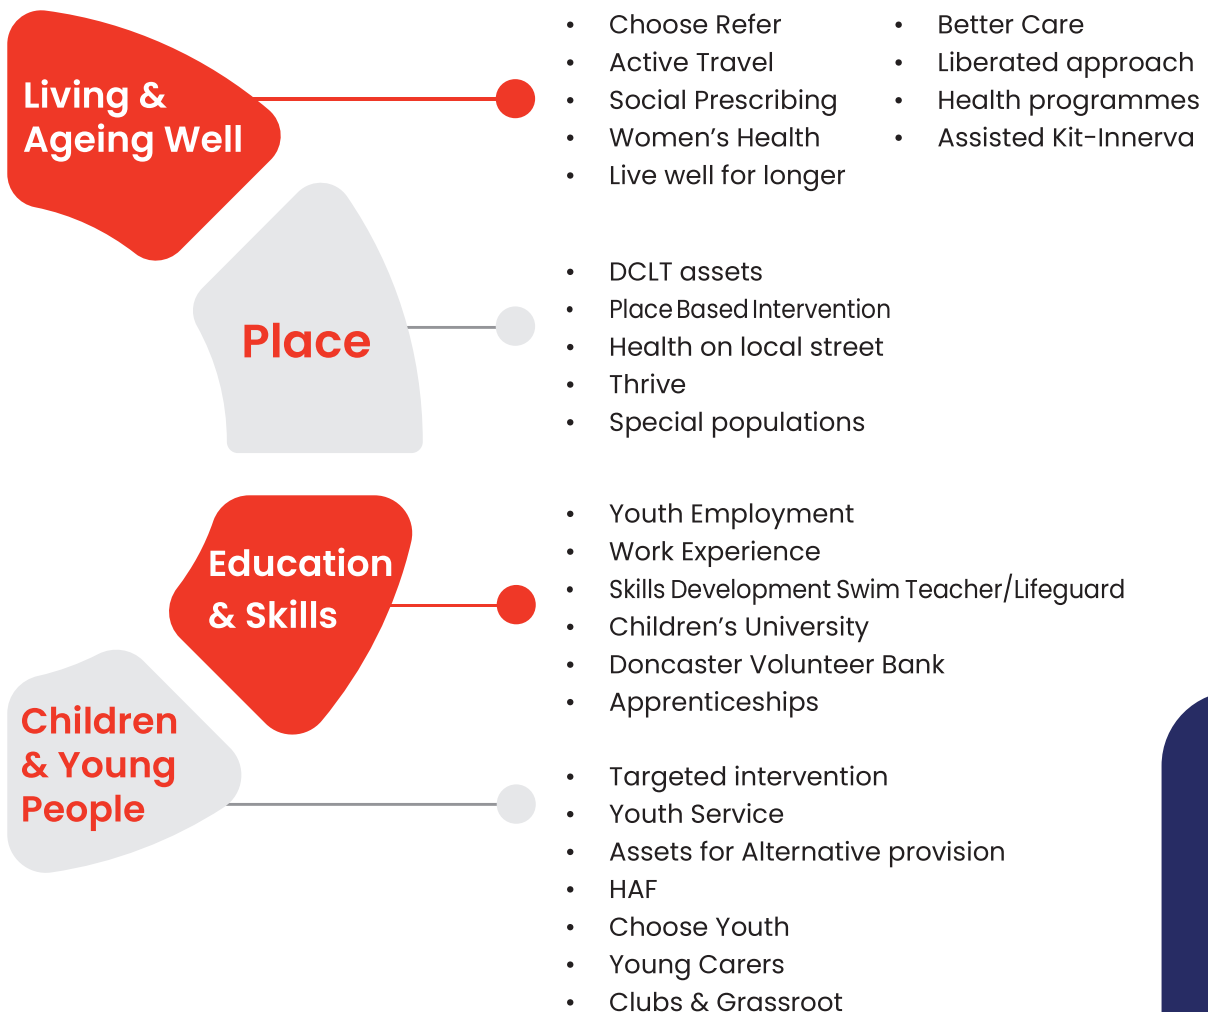 Living &
Ageing Well
• Choose Refer
• Active Travel
• Social Prescribing
• Women's Health
• Live well for longer
• Better Care
• Liberated approach
• Health programmes
• Assisted Kit-Innerva
Place
• DCLT assets
• Place Based Intervention
• Health on local street
• Thrive
• Special populations
Education
& Skills
• Youth Employment
• Work Experience
• Skills Development Swim Teacher/Lifeguard
• Children's University
• Doncaster Volunteer Bank
• Apprenticeships
Children
& Young
People
• Targeted intervention
• Youth Service
• Assets for Alternative provision
• HAF
• Choose Youth
• Young Carers
• Clubs & Grassroot